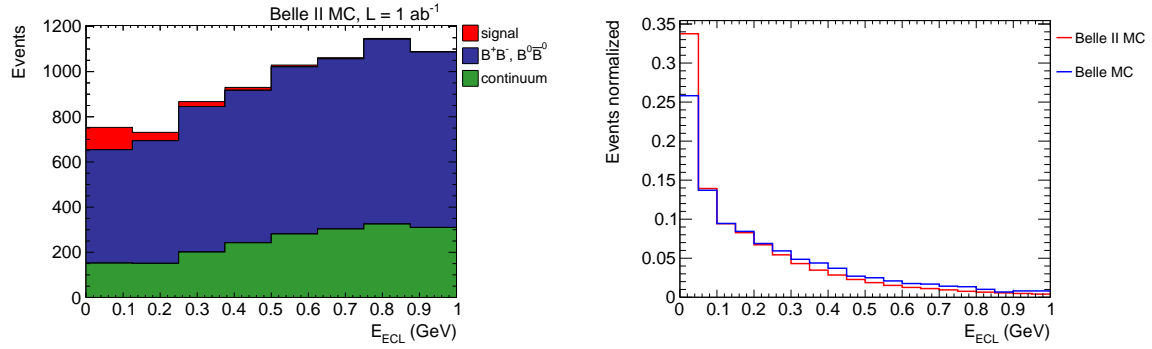 Belle II MC, L = 1 ab⁻¹
Events
1200
1000
800
600
400
200
0
0 0.1 0.2 0.3 0.4 0.5 0.6 0.7 0.8 0.9 1
E_ECL (GeV)
signal
B⁺B⁻, B⁰B̅⁰
continuum
Events normalized
0.35
0.3
0.25
0.2
0.15
0.1
0.05
0
0 0.1 0.2 0.3 0.4 0.5 0.6 0.7 0.8 0.9 1
E_ECL (GeV)
Belle II MC
Belle MC